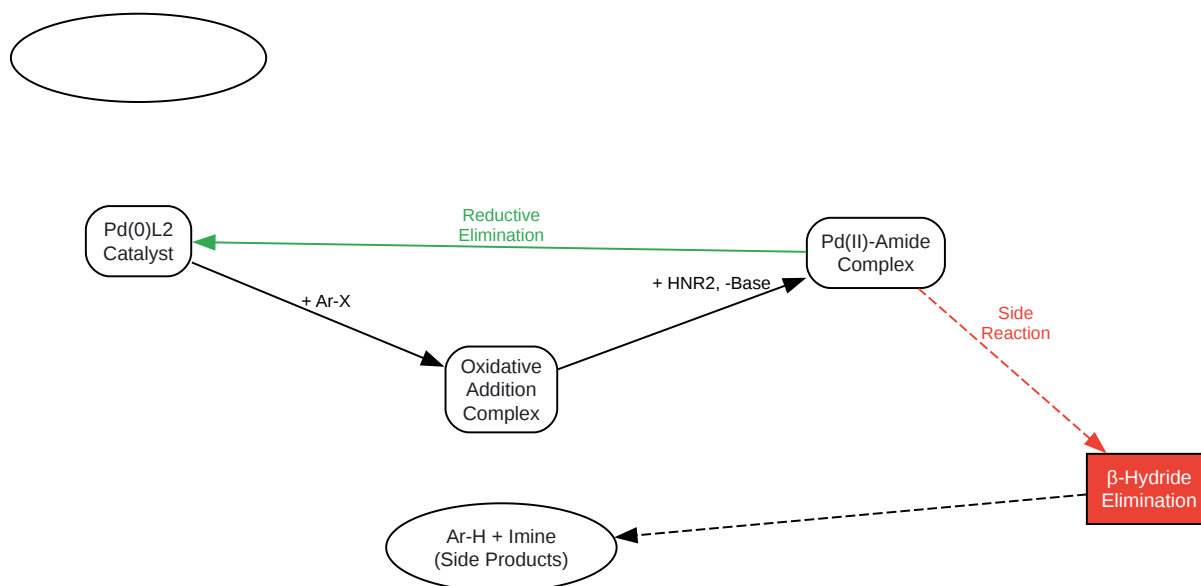 Pd(0)L2
Catalyst
Reductive
Elimination
Pd(II)-Amide
Complex
+ Ar-X
+ HNR2, -Base
Side
Reaction
Oxidative
Addition
Complex
β-Hydride
Elimination
Ar-H + Imine
(Side Products)